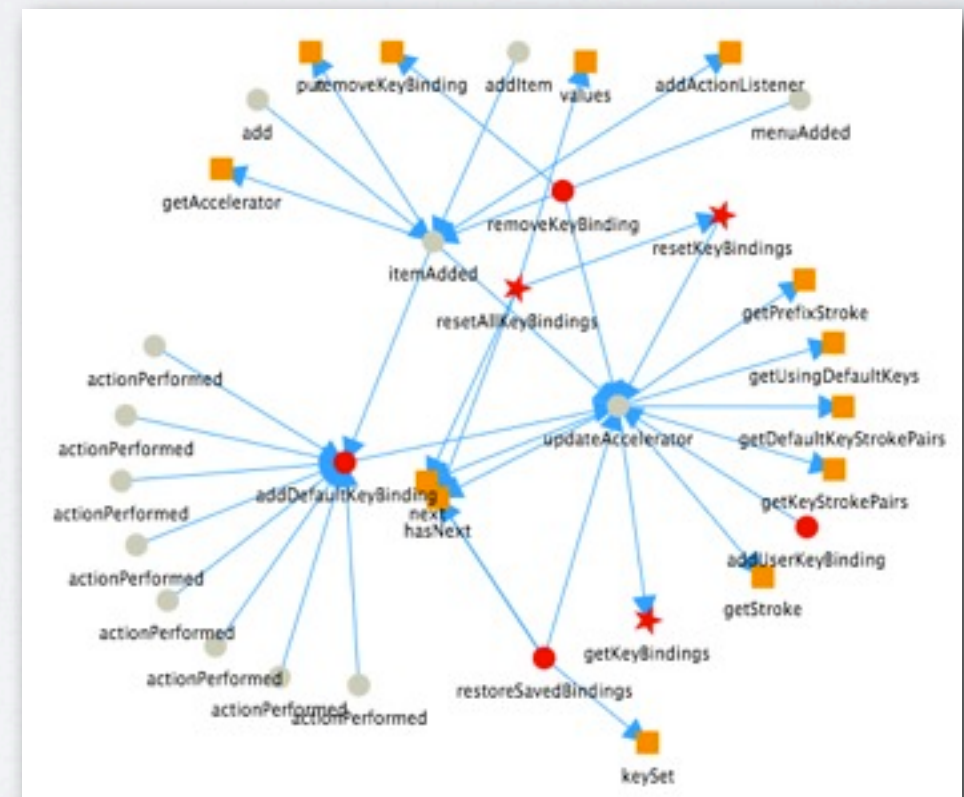 removeKeyBinding
addItem
values
addActionListener
add
menuAdded
getAccelerator
removeKeyBinding
resetKeyBindings
itemAdded
resetAllKeyBindings
getPrefixStroke
actionPerformed
getUsingDefaultKeys
actionPerformed
updateAccelerator
getDefaultKeyStrokePairs
addDefaultKeyBinding
next
getKeyStrokePairs
actionPerformed
hasNext
addUserKeyBinding
actionPerformed
getStroke
actionPerformed
getKeyBindings
actionPerformed
restoreSavedBindings
actionPerformed
actionPerformed
keySet